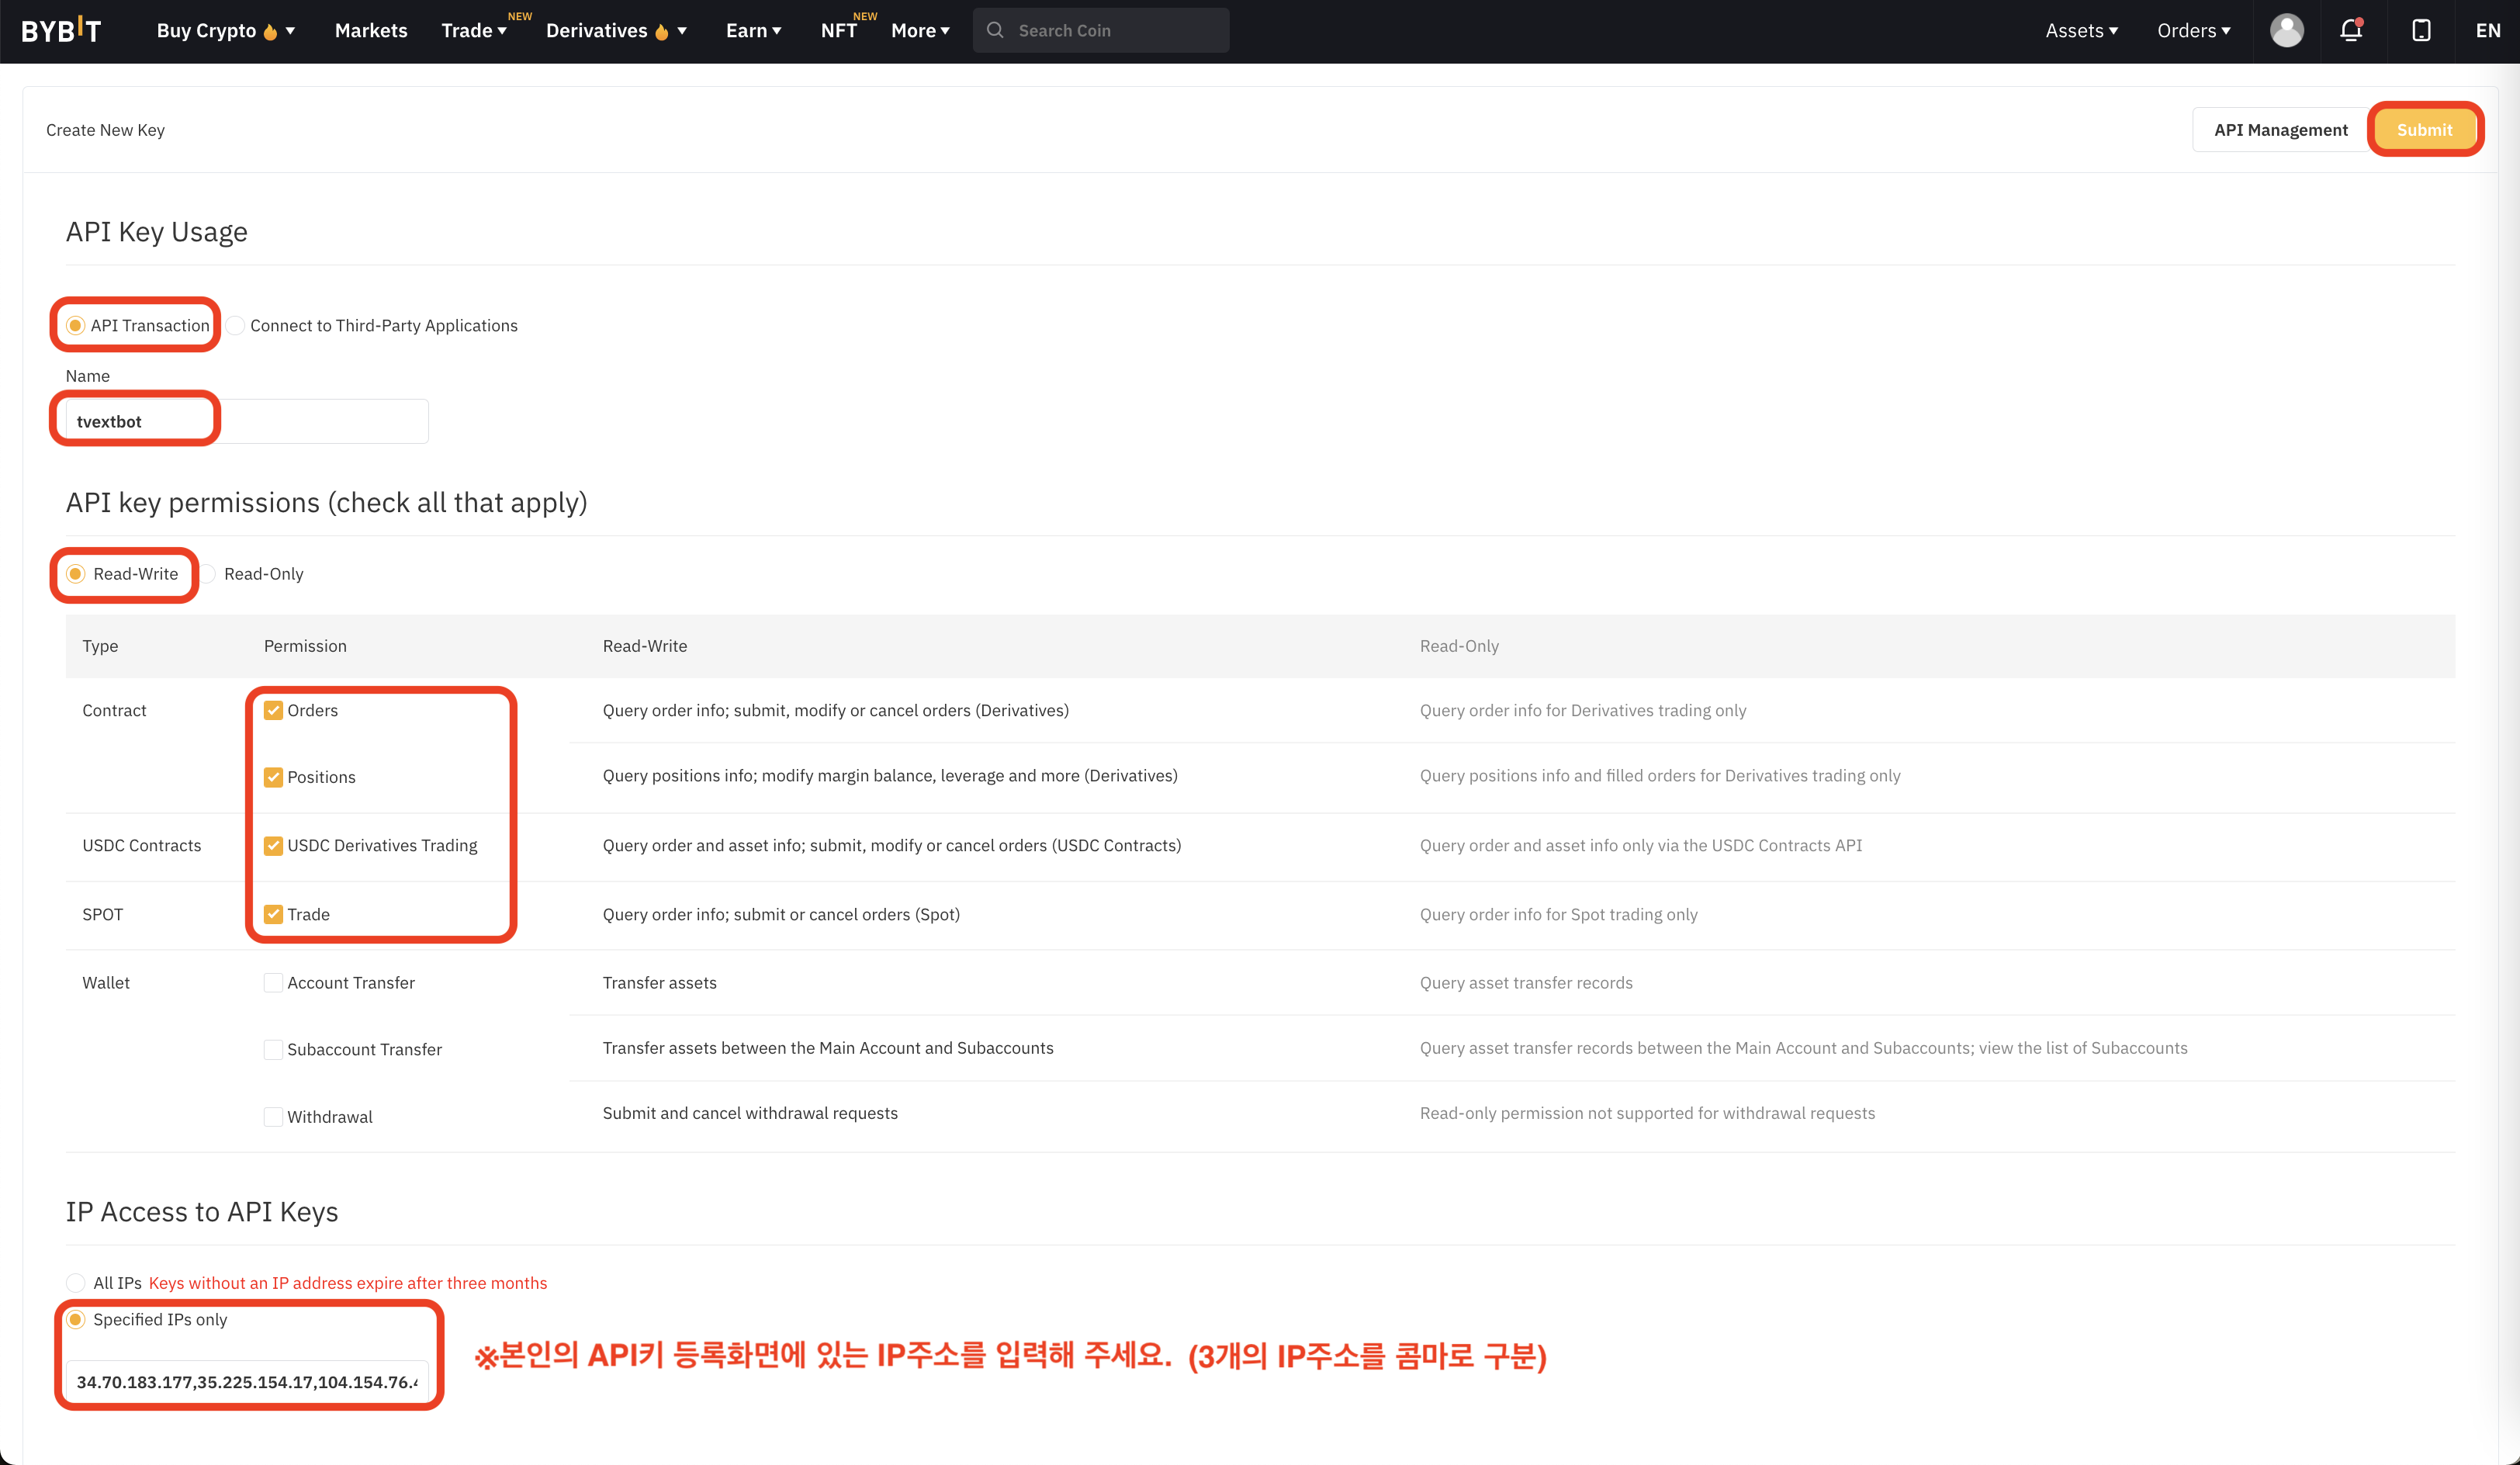 BYBIT Buy Crypto Markets Trade NEW Derivatives Earn NFT NEW More Search Coin Assets Orders EN
Create New Key API Management Submit
API Key Usage
API Transaction Connect to Third-Party Applications
Name
tvextbot
API key permissions (check all that apply)
Read-Write Read-Only
Type Permission Read-Write Read-Only
Contract Orders Query order info; submit, modify or cancel orders (Derivatives) Query order info for Derivatives trading only
Positions Query positions info; modify margin balance, leverage and more (Derivatives) Query positions info and filled orders for Derivatives trading only
USDC Contracts USDC Derivatives Trading Query order and asset info; submit, modify or cancel orders (USDC Contracts) Query order and asset info only via the USDC Contracts API
SPOT Trade Query order info; submit or cancel orders (Spot) Query order info for Spot trading only
Wallet Account Transfer Transfer assets Query asset transfer records
Subaccount Transfer Transfer assets between the Main Account and Subaccounts Query asset transfer records between the Main Account and Subaccounts; view the list of Subaccounts
Withdrawal Submit and cancel withdrawal requests Read-only permission not supported for withdrawal requests
IP Access to API Keys
All IPs Keys without an IP address expire after three months
Specified IPs only
※본인의 API키 등록화면에 있는 IP주소를 입력해 주세요. (3개의 IP주소를 콤마로 구분)
34.70.183.177,35.225.154.17,104.154.76.